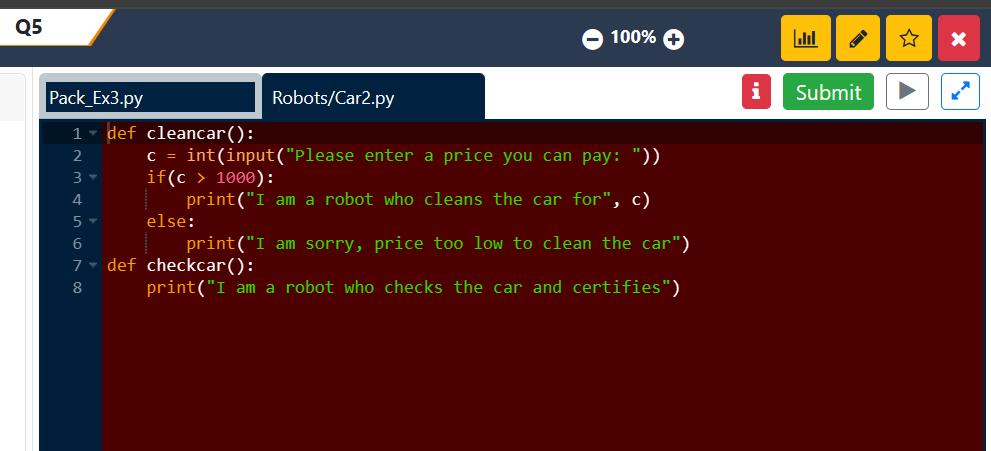 Q5
100%
Pack_Ex3.py
Robots/Car2.py
i
Submit
1 def cleancar():
2     c = int(input("Please enter a price you can pay: "))
3     if(c > 1000):
4         print("I am a robot who cleans the car for", c)
5     else:
6         print("I am sorry, price too low to clean the car")
7 def checkcar():
8     print("I am a robot who checks the car and certifies")